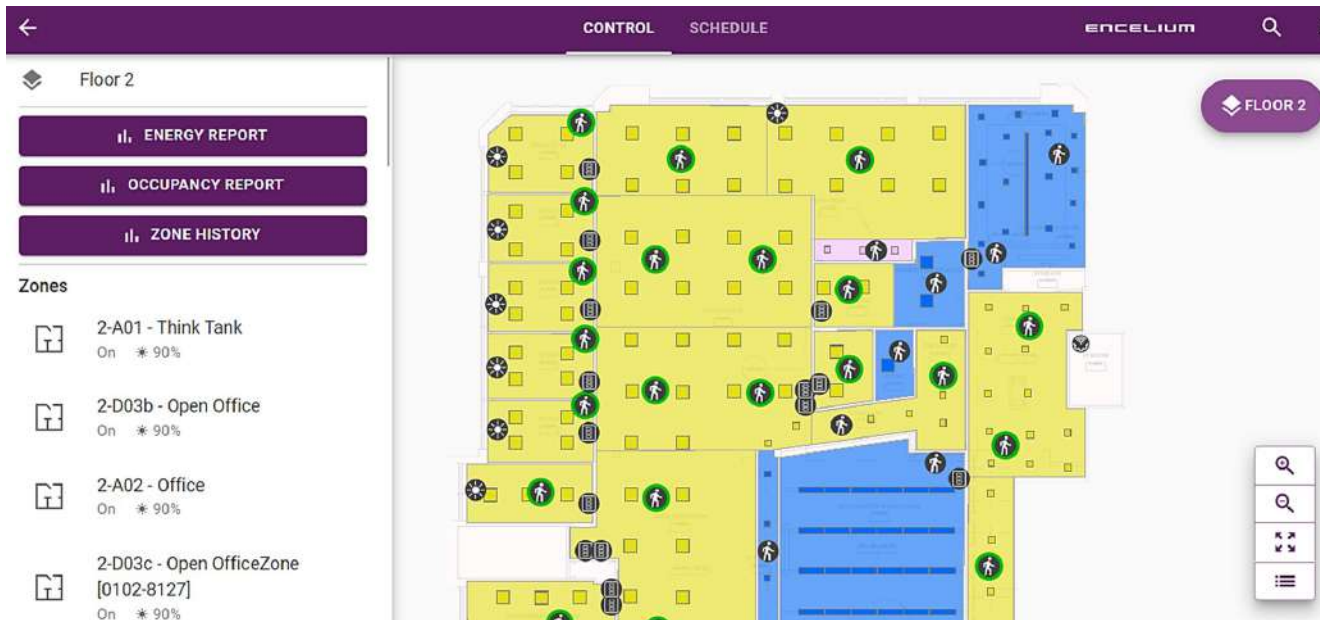 CONTROL
SCHEDULE
ENCELIUM
Floor 2
ENERGY REPORT
OCCUPANCY REPORT
ZONE HISTORY
Zones
2-A01 - Think Tank
On 90%
2-D03b - Open Office
On 90%
2-A02 - Office
On 90%
2-D03c - Open OfficeZone
[0102-8127]
On 90%
FLOOR 2